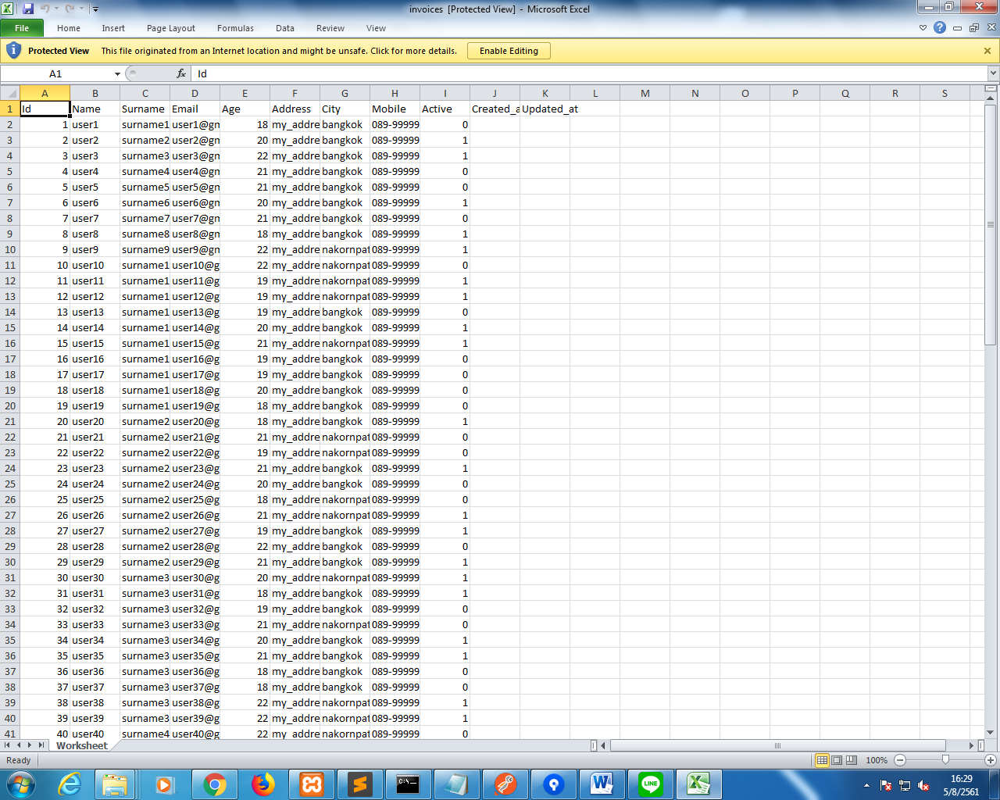 invoices [Protected View] - Microsoft Excel
File Home Insert Page Layout Formulas Data Review View
Protected View This file originated from an Internet location and might be unsafe. Click for more details. Enable Editing
A1 fx Id
A B C D E F G H I J K L M N O P Q R S
1 Id Name Surname Email Age Address City Mobile Active Created_a Updated_at
2 1 user1 surname1 user1@gm 18 my_addre bangkok 089-99999 0
3 2 user2 surname2 user2@gm 20 my_addre bangkok 089-99999 1
4 3 user3 surname3 user3@gm 22 my_addre bangkok 089-99999 1
5 4 user4 surname4 user4@gm 21 my_addre bangkok 089-99999 0
6 5 user5 surname5 user5@gm 21 my_addre bangkok 089-99999 0
7 6 user6 surname6 user6@gm 20 my_addre bangkok 089-99999 1
8 7 user7 surname7 user7@gm 21 my_addre bangkok 089-99999 0
9 8 user8 surname8 user8@gm 18 my_addre bangkok 089-99999 1
10 9 user9 surname9 user9@gm 22 my_addre nakornpat 089-99999 1
11 10 user10 surname1 user10@g 22 my_addre nakornpat 089-99999 0
12 11 user11 surname1 user11@g 19 my_addre nakornpat 089-99999 1
13 12 user12 surname1 user12@g 19 my_addre nakornpat 089-99999 1
14 13 user13 surname1 user13@g 19 my_addre bangkok 089-99999 0
15 14 user14 surname1 user14@g 20 my_addre bangkok 089-99999 1
16 15 user15 surname1 user15@g 21 my_addre nakornpat 089-99999 1
17 16 user16 surname1 user16@g 19 my_addre bangkok 089-99999 0
18 17 user17 surname1 user17@g 19 my_addre bangkok 089-99999 0
19 18 user18 surname1 user18@g 20 my_addre bangkok 089-99999 0
20 19 user19 surname1 user19@g 18 my_addre bangkok 089-99999 0
21 20 user20 surname2 user20@g 18 my_addre bangkok 089-99999 1
22 21 user21 surname2 user21@g 21 my_addre nakornpat 089-99999 0
23 22 user22 surname2 user22@g 19 my_addre nakornpat 089-99999 0
24 23 user23 surname2 user23@g 21 my_addre bangkok 089-99999 1
25 24 user24 surname2 user24@g 20 my_addre bangkok 089-99999 0
26 25 user25 surname2 user25@g 18 my_addre nakornpat 089-99999 0
27 26 user26 surname2 user26@g 21 my_addre nakornpat 089-99999 1
28 27 user27 surname2 user27@g 19 my_addre bangkok 089-99999 1
29 28 user28 surname2 user28@g 22 my_addre bangkok 089-99999 0
30 29 user29 surname2 user29@g 21 my_addre bangkok 089-99999 1
31 30 user30 surname3 user30@g 20 my_addre nakornpat 089-99999 1
32 31 user31 surname3 user31@g 18 my_addre bangkok 089-99999 1
33 32 user32 surname3 user32@g 19 my_addre bangkok 089-99999 0
34 33 user33 surname3 user33@g 21 my_addre nakornpat 089-99999 0
35 34 user34 surname3 user34@g 20 my_addre bangkok 089-99999 1
36 35 user35 surname3 user35@g 21 my_addre bangkok 089-99999 1
37 36 user36 surname3 user36@g 18 my_addre bangkok 089-99999 0
38 37 user37 surname3 user37@g 18 my_addre bangkok 089-99999 0
39 38 user38 surname3 user38@g 22 my_addre nakornpat 089-99999 1
40 39 user39 surname3 user39@g 22 my_addre nakornpat 089-99999 1
41 40 user40 surname4 user40@g 22 my_addre nakornpat 089-99999 0
Worksheet
Ready 100%
C:\_
W
LINE
16:29
5/8/2561